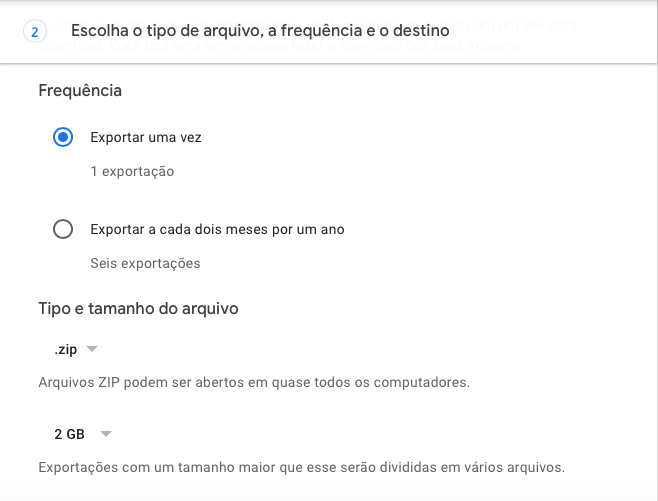 2 Escolha o tipo de arquivo, a frequência e o destino
Frequência
Exportar uma vez
1 exportação
Exportar a cada dois meses por um ano
Seis exportações
Tipo e tamanho do arquivo
.zip
Arquivos ZIP podem ser abertos em quase todos os computadores.
2 GB
Exportações com um tamanho maior que esse serão divididas em vários arquivos.